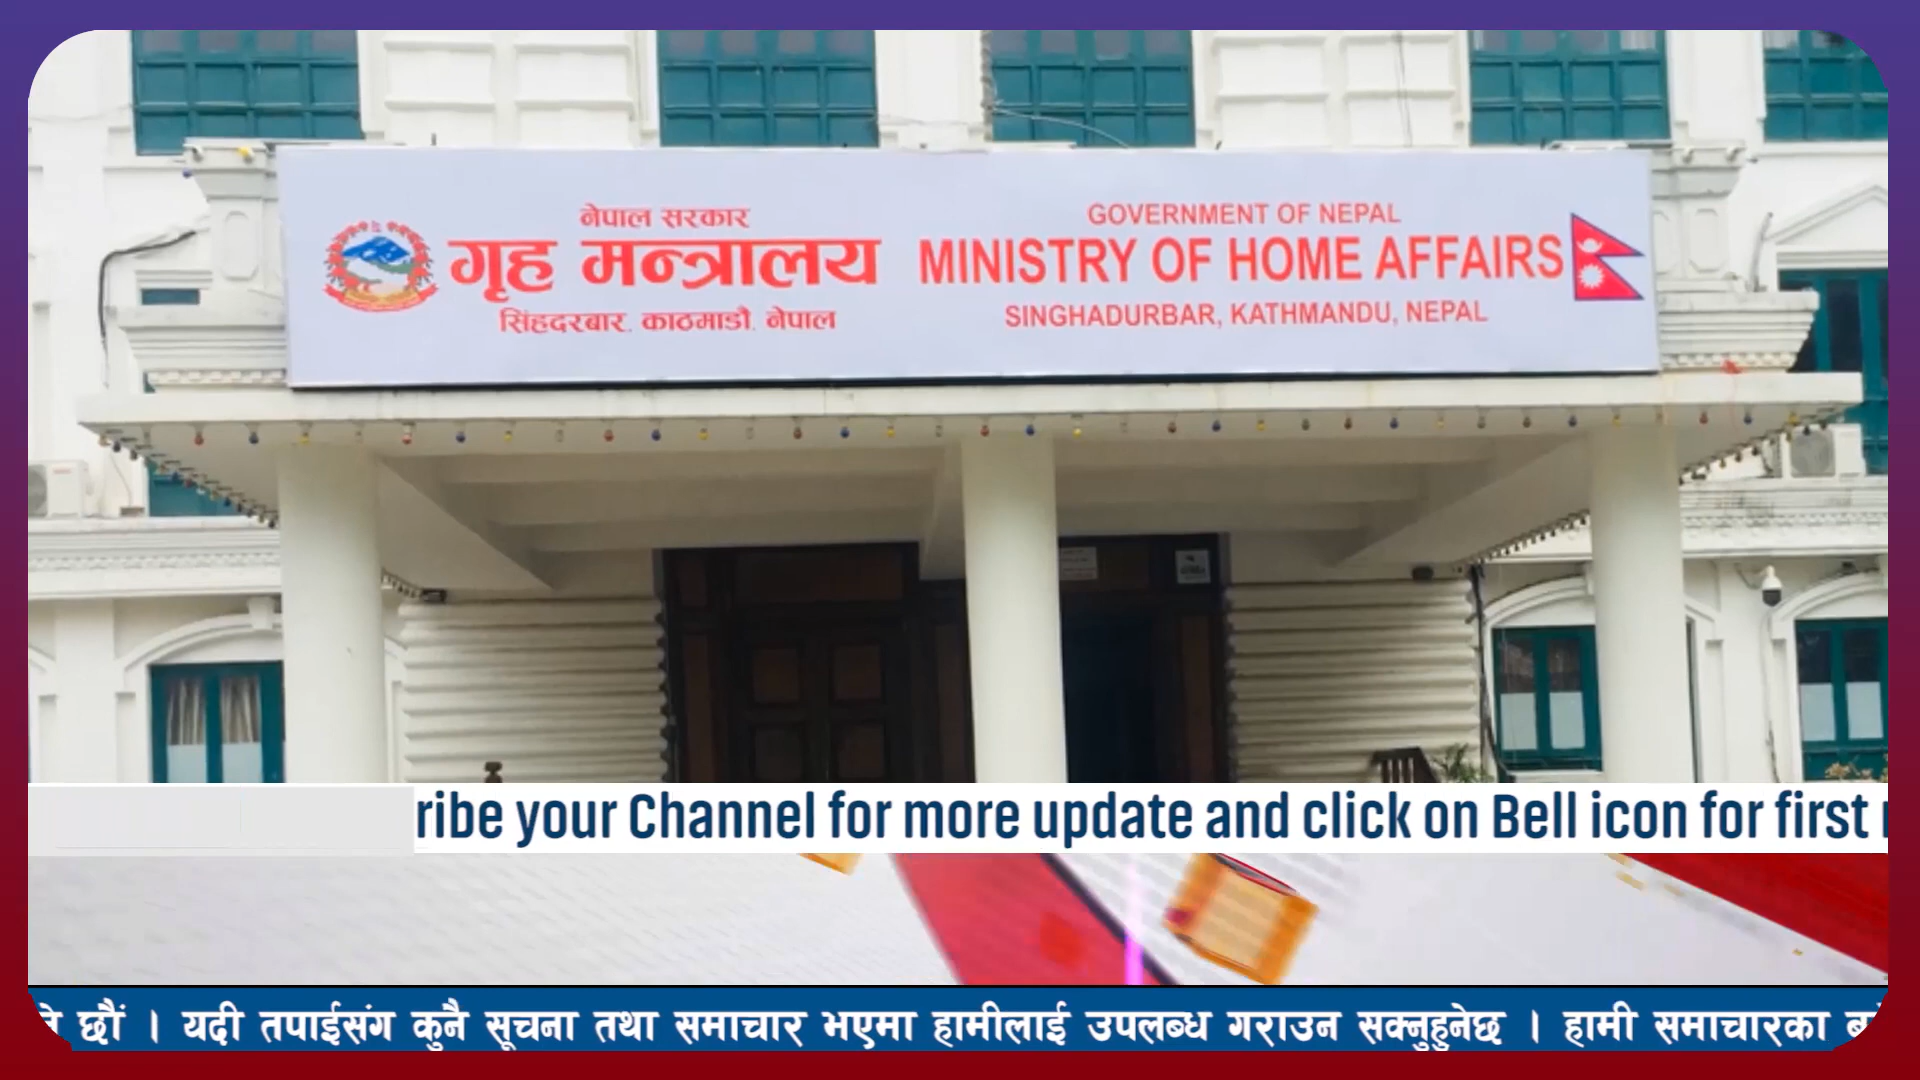 नेपाल सरकार
गृह मन्त्रालय
सिंहदरबार, काठमाडौं, नेपाल
GOVERNMENT OF NEPAL
MINISTRY OF HOME AFFAIRS
SINGHADURBAR, KATHMANDU, NEPAL
ribe your Channel for more update and click on Bell icon for first
छौं । यदी तपाईसंग कुनै सूचना तथा समाचार भएमा हामीलाई उपलब्ध गराउन सक्नुहुनेछ । हामी समाचारका